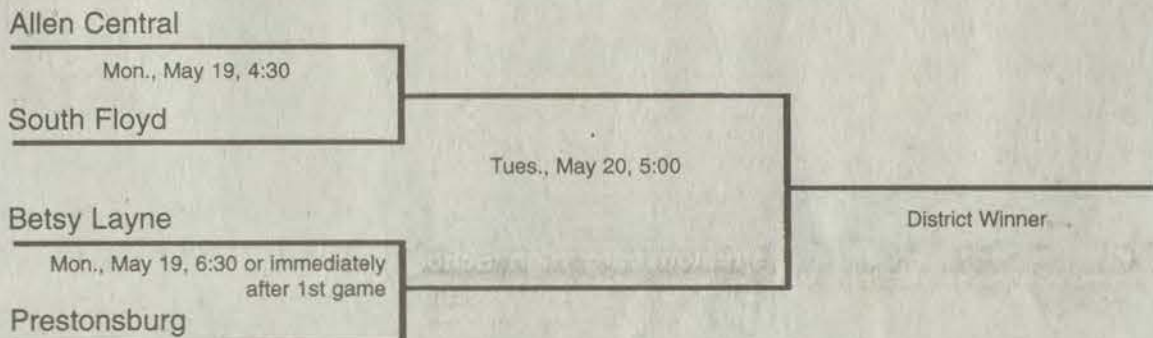 Allen Central
Mon., May 19, 4:30
South Floyd
Tues., May 20, 5:00
Betsy Layne
District Winner
Mon., May 19, 6:30 or immediately
after 1st game
Prestonsburg